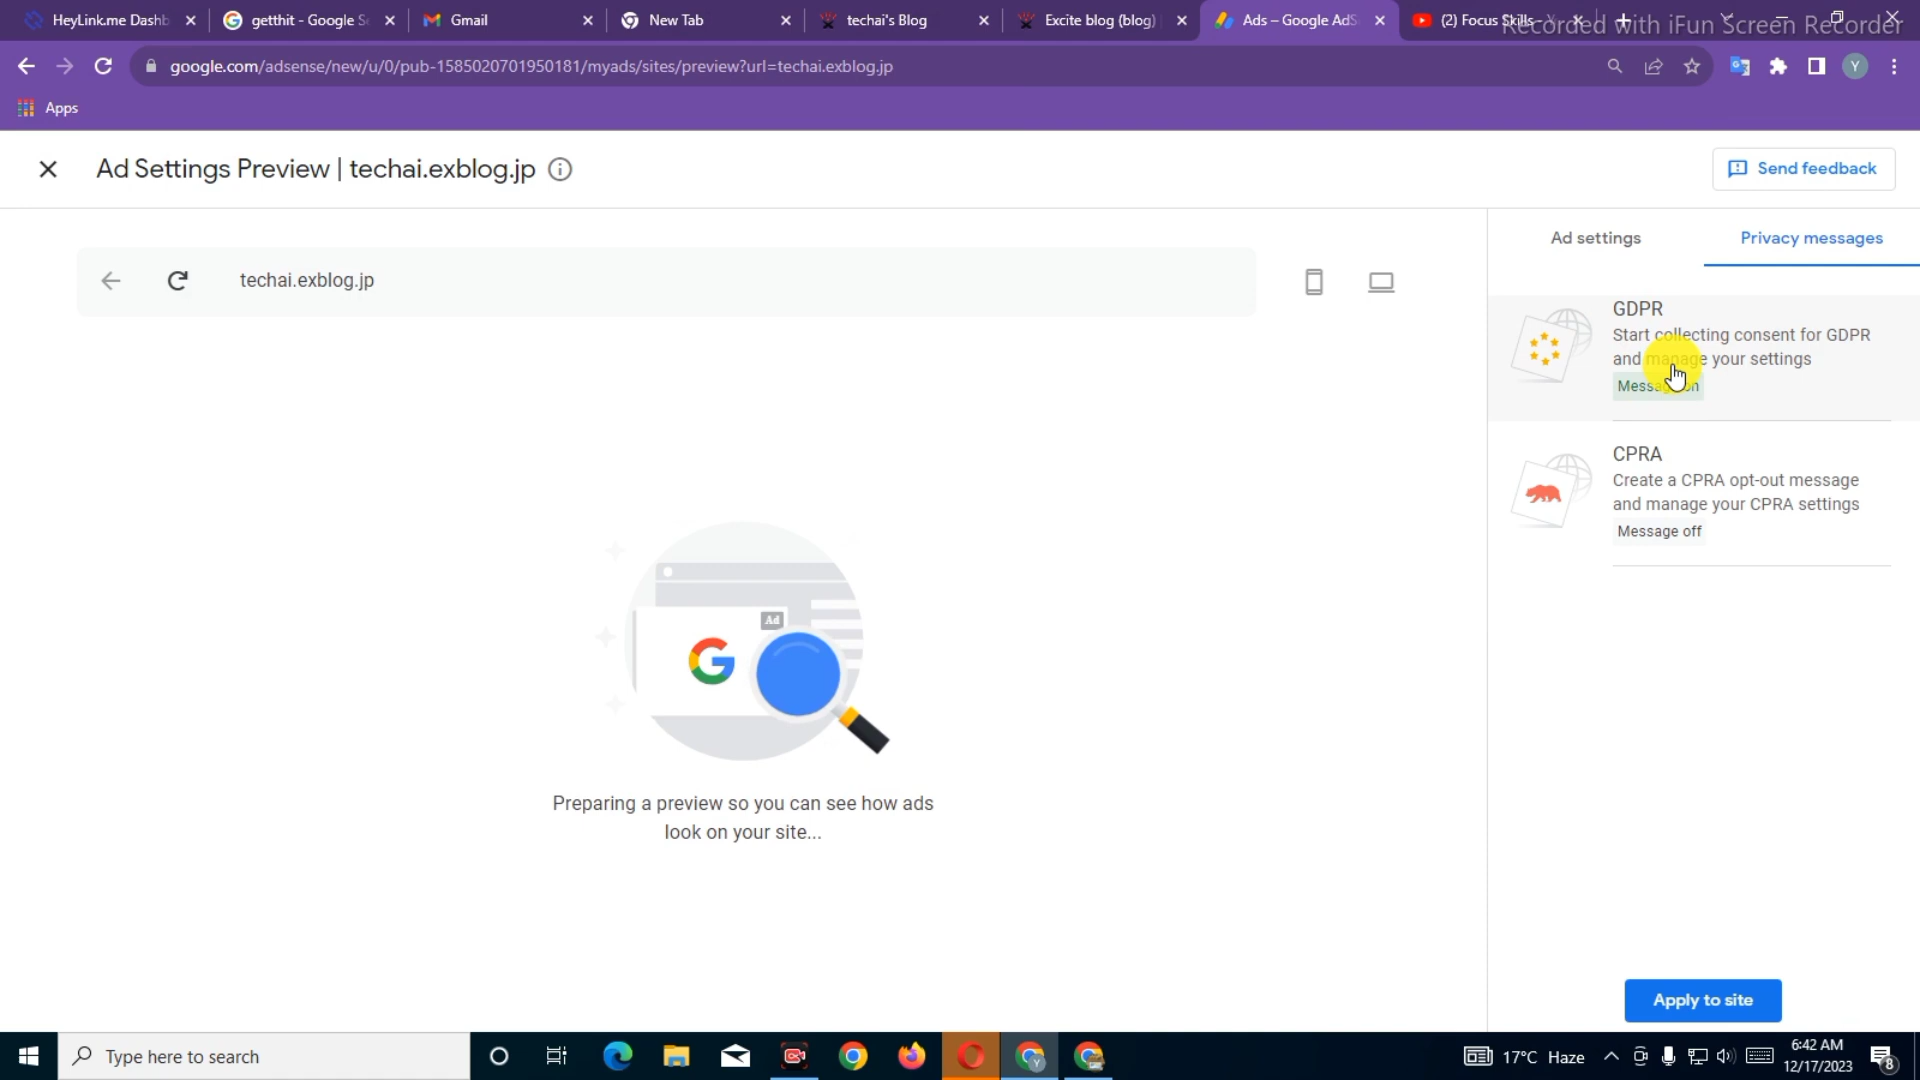 HeyLink.me Dashb
getthit - Google Se
Gmail
New Tab
techai's Blog
Excite blog (blog)
Ads – Google AdS
(2) Focus Skills - Y
Recorded with iFun Screen Recorder
google.com/adsense/new/u/0/pub-1585020701950181/myads/sites/preview?url=techai.exblog.jp
Y
Apps
Ad Settings Preview | techai.exblog.jp
Send feedback
Ad settings
Privacy messages
techai.exblog.jp
GDPR
Start collecting consent for GDPR
and manage your settings
Message on
CPRA
Create a CPRA opt-out message
and manage your CPRA settings
Message off
Ad
G
Preparing a preview so you can see how ads
look on your site...
Apply to site
Type here to search
17°C Haze
6:42 AM
12/17/2023
8